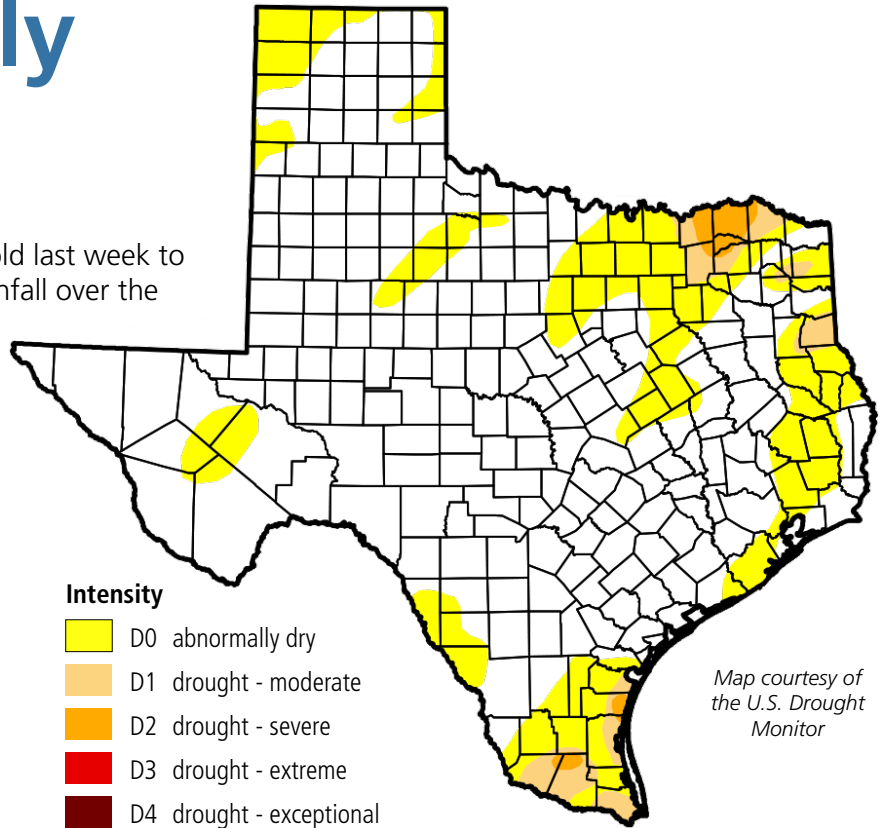 ly
old last week to
nfall over the
Intensity
D0 abnormally dry
D1 drought - moderate
D2 drought - severe
D3 drought - extreme
D4 drought - exceptional
Map courtesy of
the U.S. Drought
Monitor